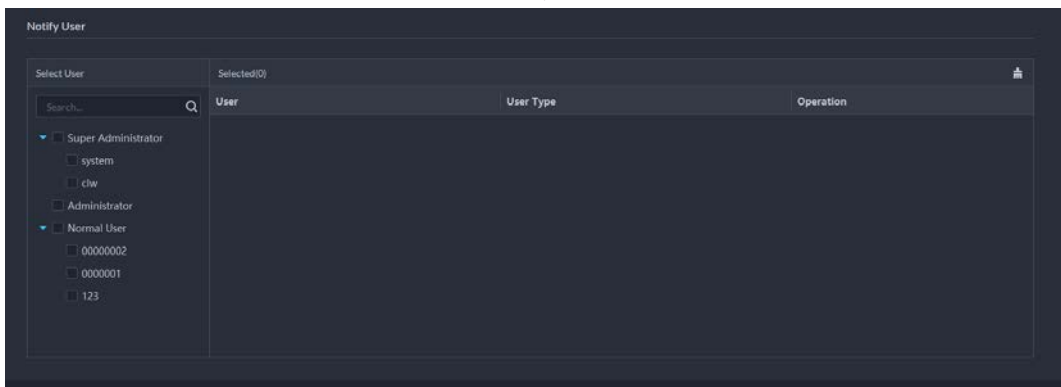 Notify User
Select User
Selected(0)
Search...
User
User Type
Operation
Super Administrator
system
clw
Administrator
Normal User
00000002
0000001
123